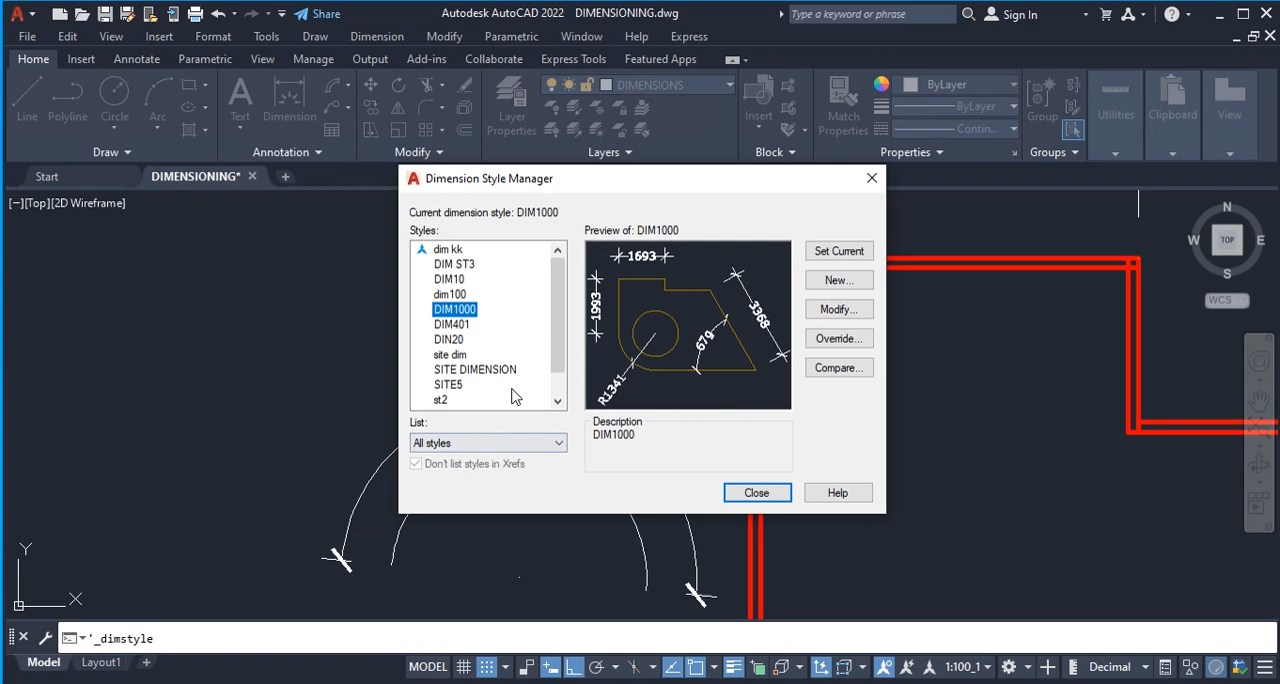 A Share Autodesk AutoCAD 2022 DIMENSIONING.dwg Type a keyword or phrase Sign In
File Edit View Insert Format Tools Draw Dimension Modify Parametric Window Help Express
Home Insert Annotate Parametric View Manage Output Add-ins Collaborate Express Tools Featured Apps
Line Polyline Circle Arc Text Dimension Layer Properties DIMENSIONS Insert Match Properties ByLayer ByLayer Contin... Group Utilities Clipboard View
Draw Annotation Modify Layers Block Properties Groups
Start DIMENSIONING*
[−][Top][2D Wireframe]
Dimension Style Manager
Current dimension style: DIM1000
Styles:
dim kk
DIM ST3
DIM10
dim100
DIM1000
DIM401
DIN20
site dim
SITE DIMENSION
SITE5
st2
List:
All styles
Don't list styles in Xrefs
Preview of: DIM1000
1693
1993
3368
67g
R1341
Description
DIM1000
Set Current
New...
Modify...
Override...
Compare...
Close Help
N
W TOP E
S
WCS
Y
X
'_dimstyle
Model Layout1 MODEL 1:100_1 Decimal